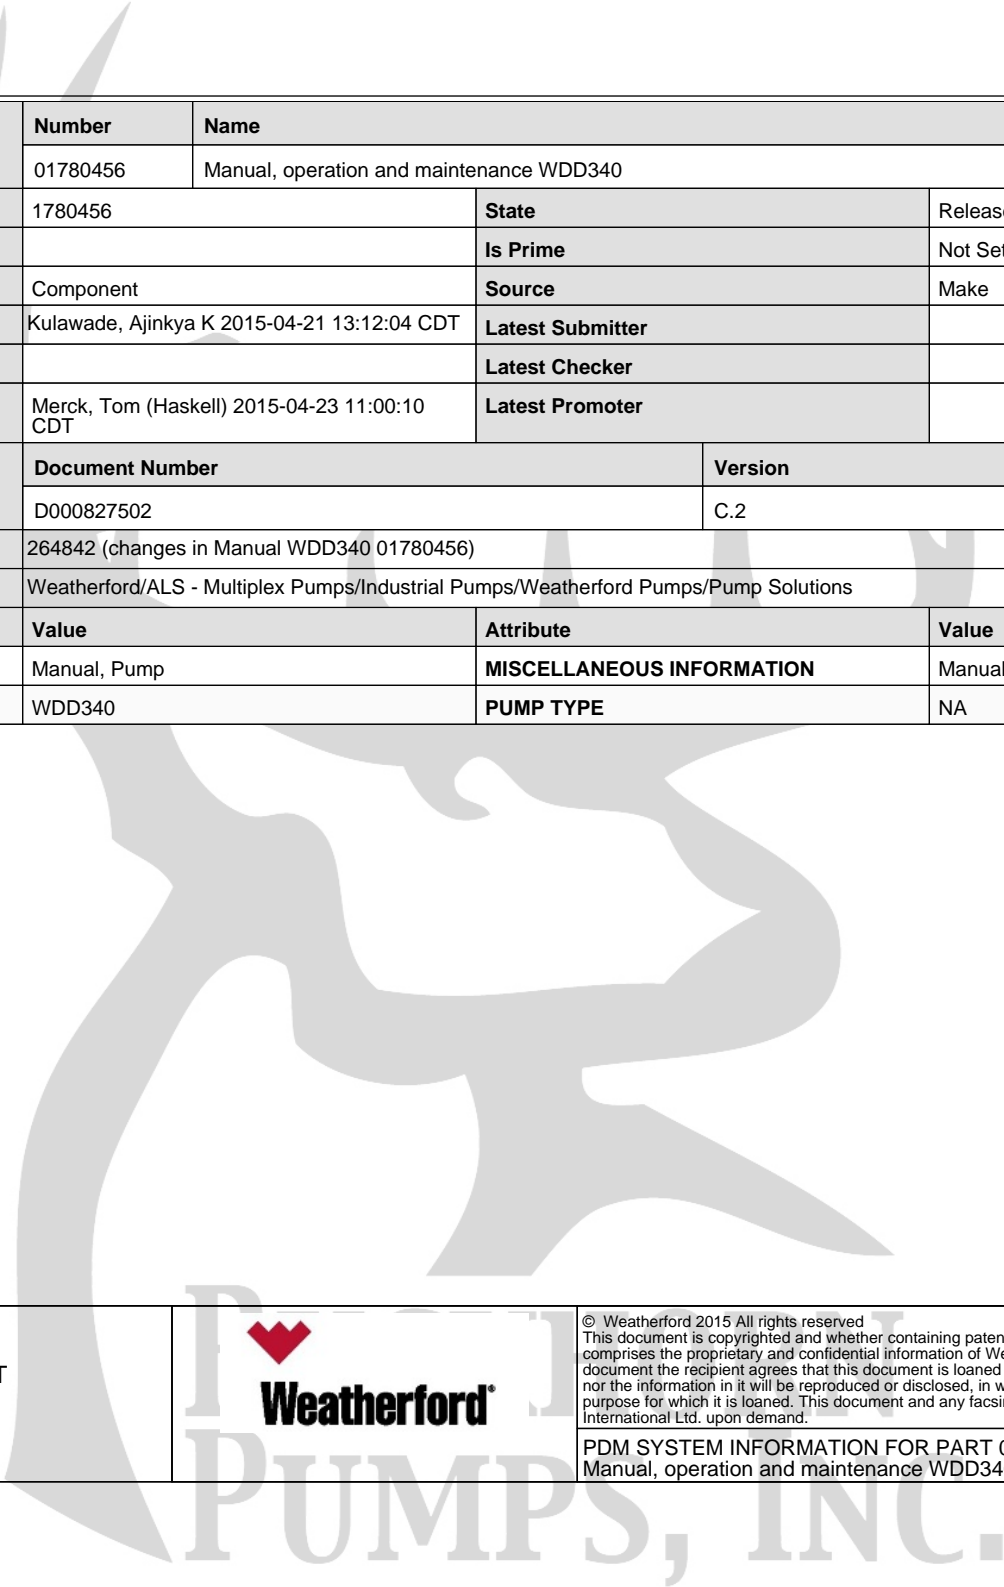 Number Name
01780456 Manual, operation and maintenance WDD340
1780456 State
Is Prime Not Set
Component Source Make
Kulawade, Ajinkya K 2015-04-21 13:12:04 CDT Latest Submitter
Latest Checker
Merck, Tom (Haskell) 2015-04-23 11:00:10
CDT
Latest Promoter
Document Number Version
D000827502 C.2
264842 (changes in Manual WDD340 01780456)
Weatherford/ALS - Multiplex Pumps/Industrial Pumps/Weatherford Pumps/Pump Solutions
Value Attribute Value
Manual, Pump MISCELLANEOUS INFORMATION Manual
WDD340 PUMP TYPE NA
T
Weatherford®
© Weatherford 2015 All rights reserved
This document is copyrighted and whether containing
comprises the proprietary and confidential information of
document the recipient agrees that this document is loaned
nor the information in it will be reproduced or disclosed, in
purpose for which it is loaned. This document and any
International Ltd. upon demand.
PDM SYSTEM INFORMATION FOR PART
Manual, operation and maintenance
PUMPS, INC.